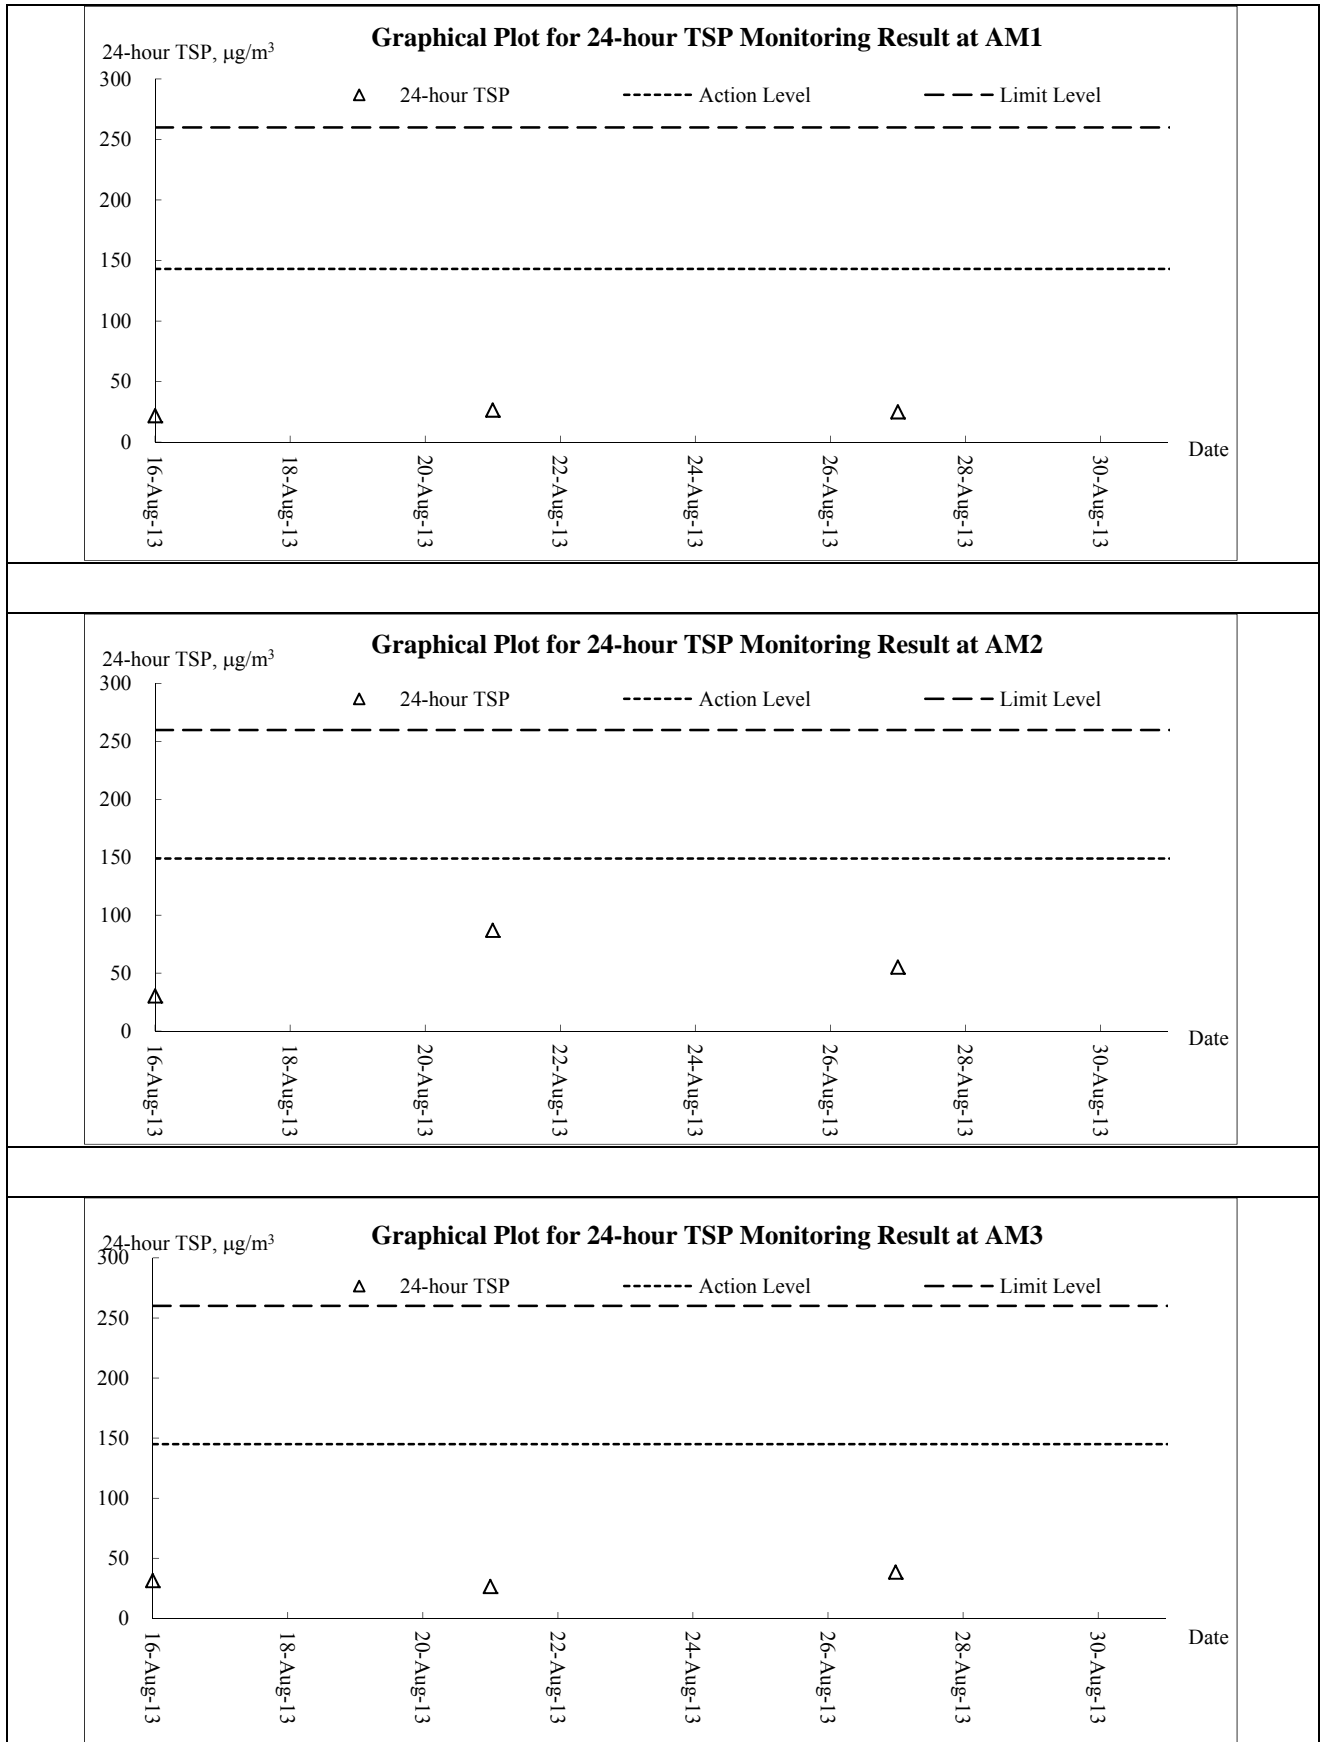 Graphical Plot for 24-hour TSP Monitoring Result at AM1
24-hour TSP, μg/m³
24-hour TSP Action Level Limit Level
300
250
200
150
100
50
0
16-Aug-13
18-Aug-13
20-Aug-13
22-Aug-13
24-Aug-13
26-Aug-13
28-Aug-13
30-Aug-13
Date
Graphical Plot for 24-hour TSP Monitoring Result at AM2
24-hour TSP, μg/m³
24-hour TSP Action Level Limit Level
300
250
200
150
100
50
0
16-Aug-13
18-Aug-13
20-Aug-13
22-Aug-13
24-Aug-13
26-Aug-13
28-Aug-13
30-Aug-13
Date
Graphical Plot for 24-hour TSP Monitoring Result at AM3
24-hour TSP, μg/m³
24-hour TSP Action Level Limit Level
300
250
200
150
100
50
0
16-Aug-13
18-Aug-13
20-Aug-13
22-Aug-13
24-Aug-13
26-Aug-13
28-Aug-13
30-Aug-13
Date